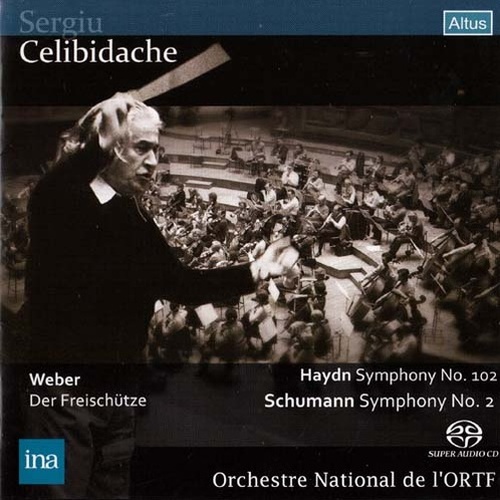 Sergiu
Celibidache
Altus
Weber
Der Freischütze
Haydn Symphony No. 102
Schumann Symphony No. 2
SUPER AUDIO CD
ina
Orchestre National de l'ORTF